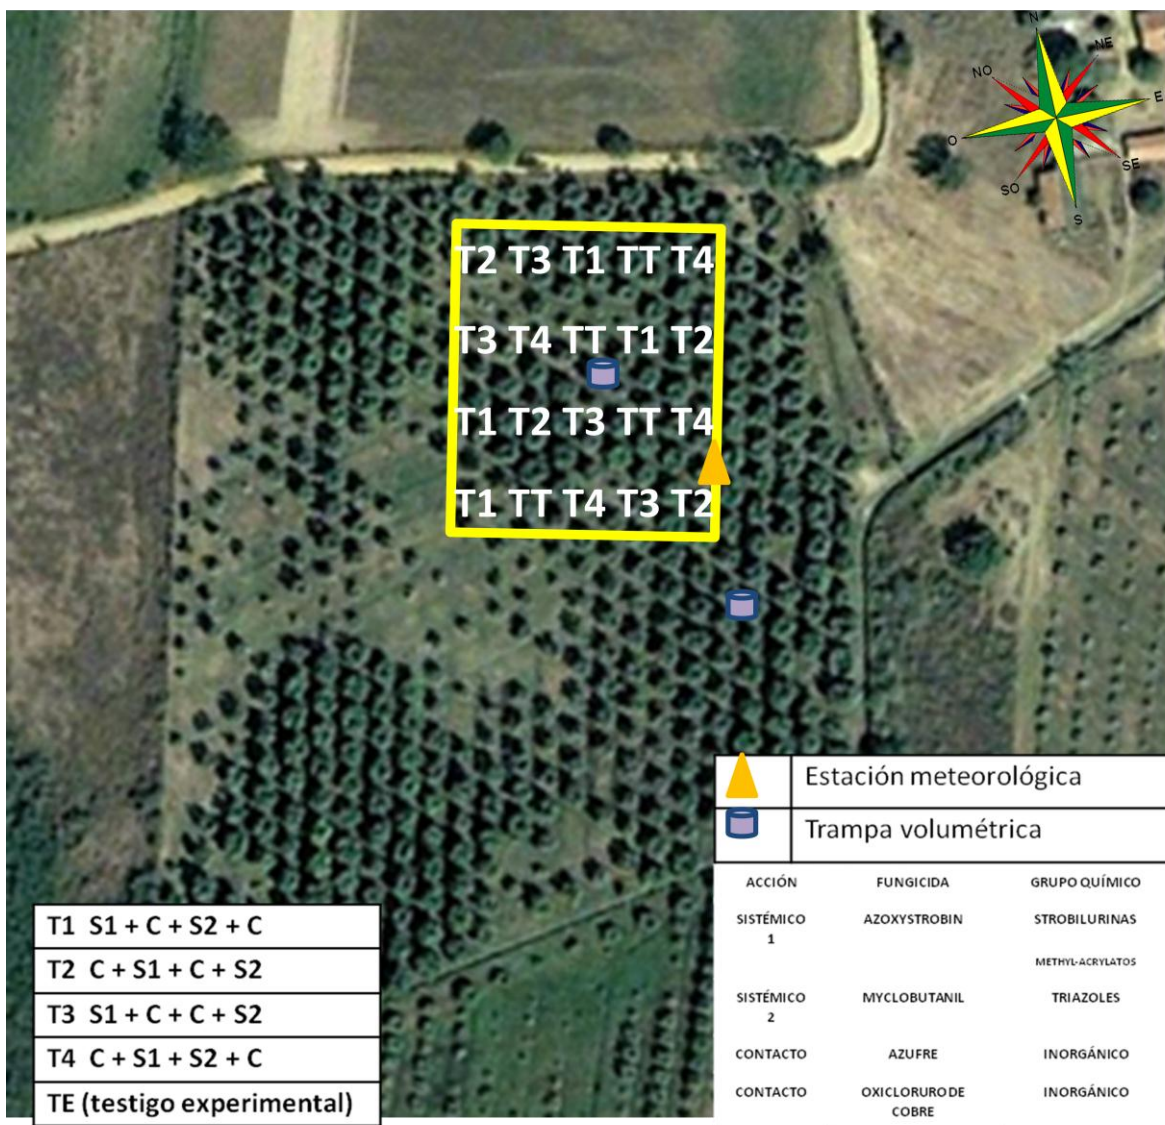 N
NO
NE
E
O
SE
SO
S
T2 T3 T1 TT T4
T3 T4 TT T1 T2
T1 T2 T3 TT T4
T1 TT T4 T3 T2
Estación meteorológica
Trampa volumétrica
ACCIÓN FUNGICIDA GRUPO QUÍMICO
SISTÉMICO AZOXYSTROBIN STROBILURINAS
1
METHYL-ACRYLATOS
SISTÉMICO MYCLOBUTANIL TRIAZOLES
2
CONTACTO AZUFRE INORGÁNICO
CONTACTO OXICLORURO DE INORGÁNICO
COBRE
T1 S1 + C + S2 + C
T2 C + S1 + C + S2
T3 S1 + C + C + S2
T4 C + S1 + S2 + C
TE (testigo experimental)